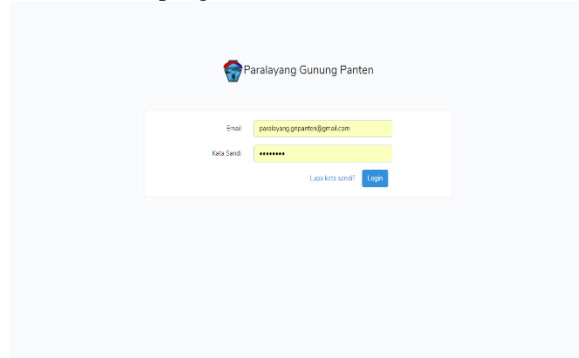 Paralayang Gunung Panten
Email
paralayang.gnpanten@gmail.com
Kata Sandi
••••••••
Lupa kata sandi?
Login